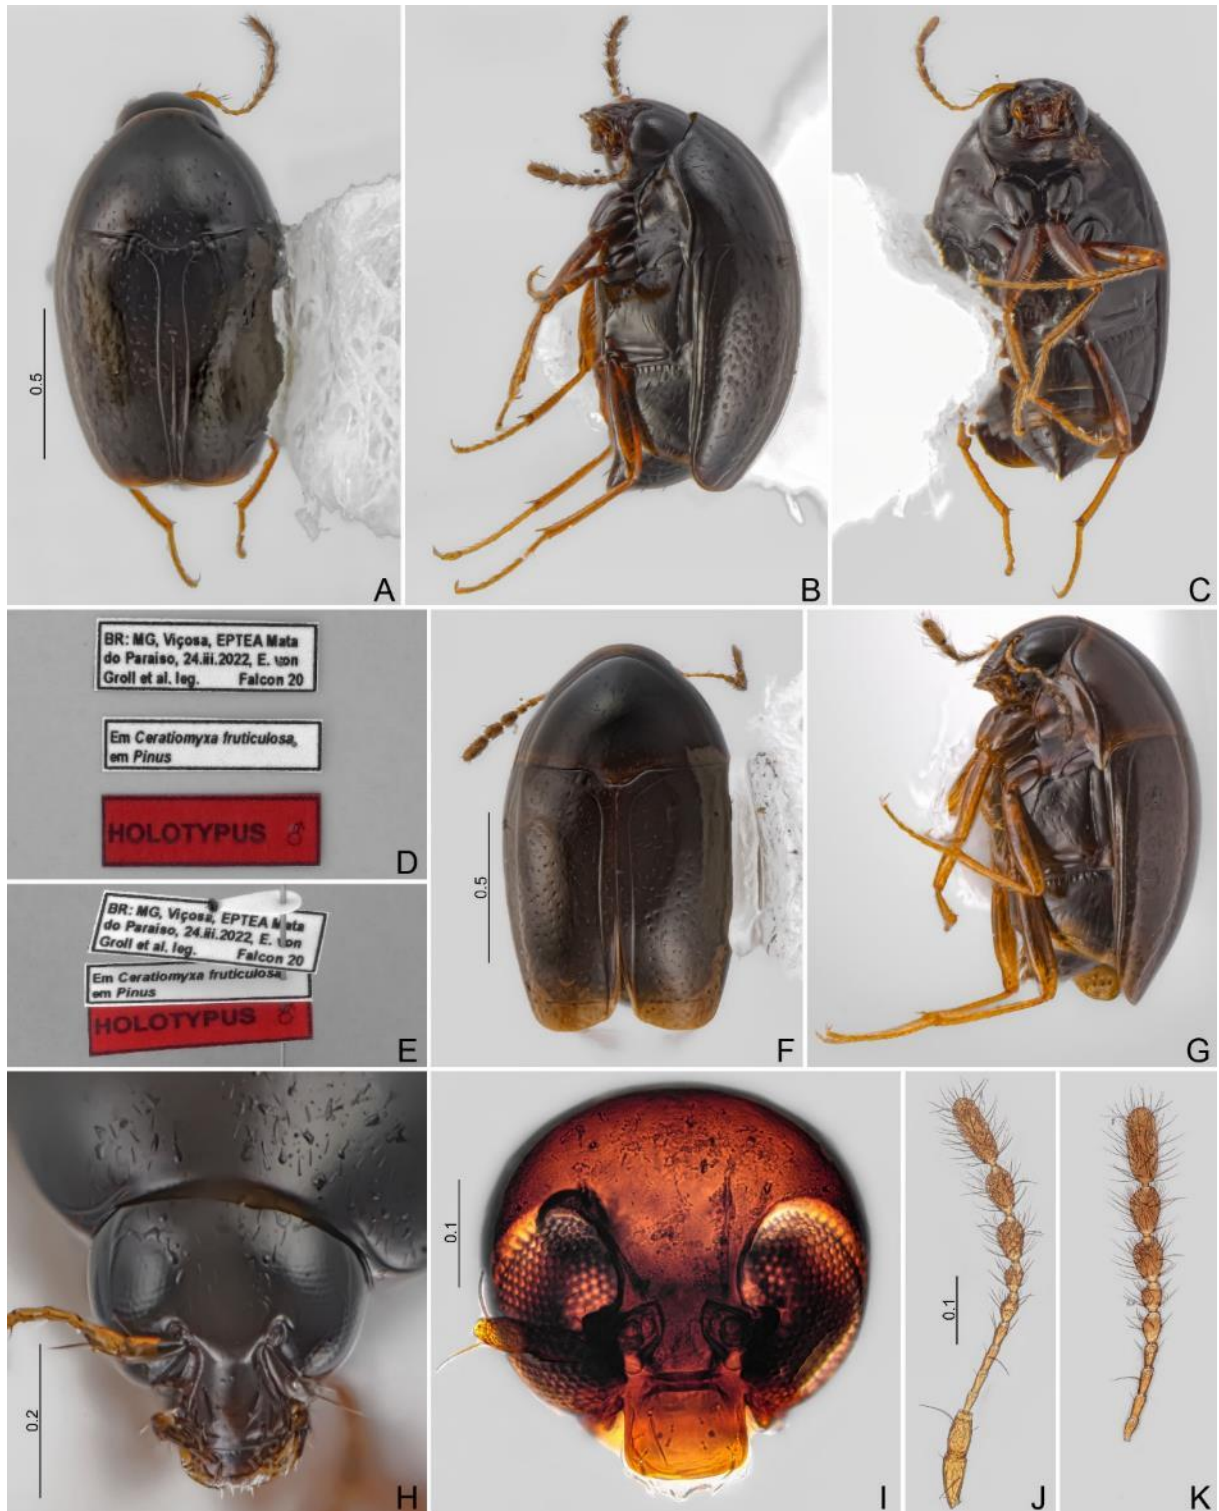 A
0.5
B
C
BR: MG, Viçosa, EPTEA Mata
do Paraíso, 24.iii.2022, E. von
Groll et al. leg. Falcon 20
Em Ceratiomyxa fruticulosa,
em Pinus
HOLOTYPUS ♂
D
BR: MG, Viçosa, EPTEA Mata
do Paraíso, 24.iii.2022, E. von
Groll et al. leg. Falcon 20
Em Ceratiomyxa fruticulosa,
em Pinus
HOLOTYPUS ♂
E
0.5
F
G
0.2
H
0.1
I
0.1
J
K